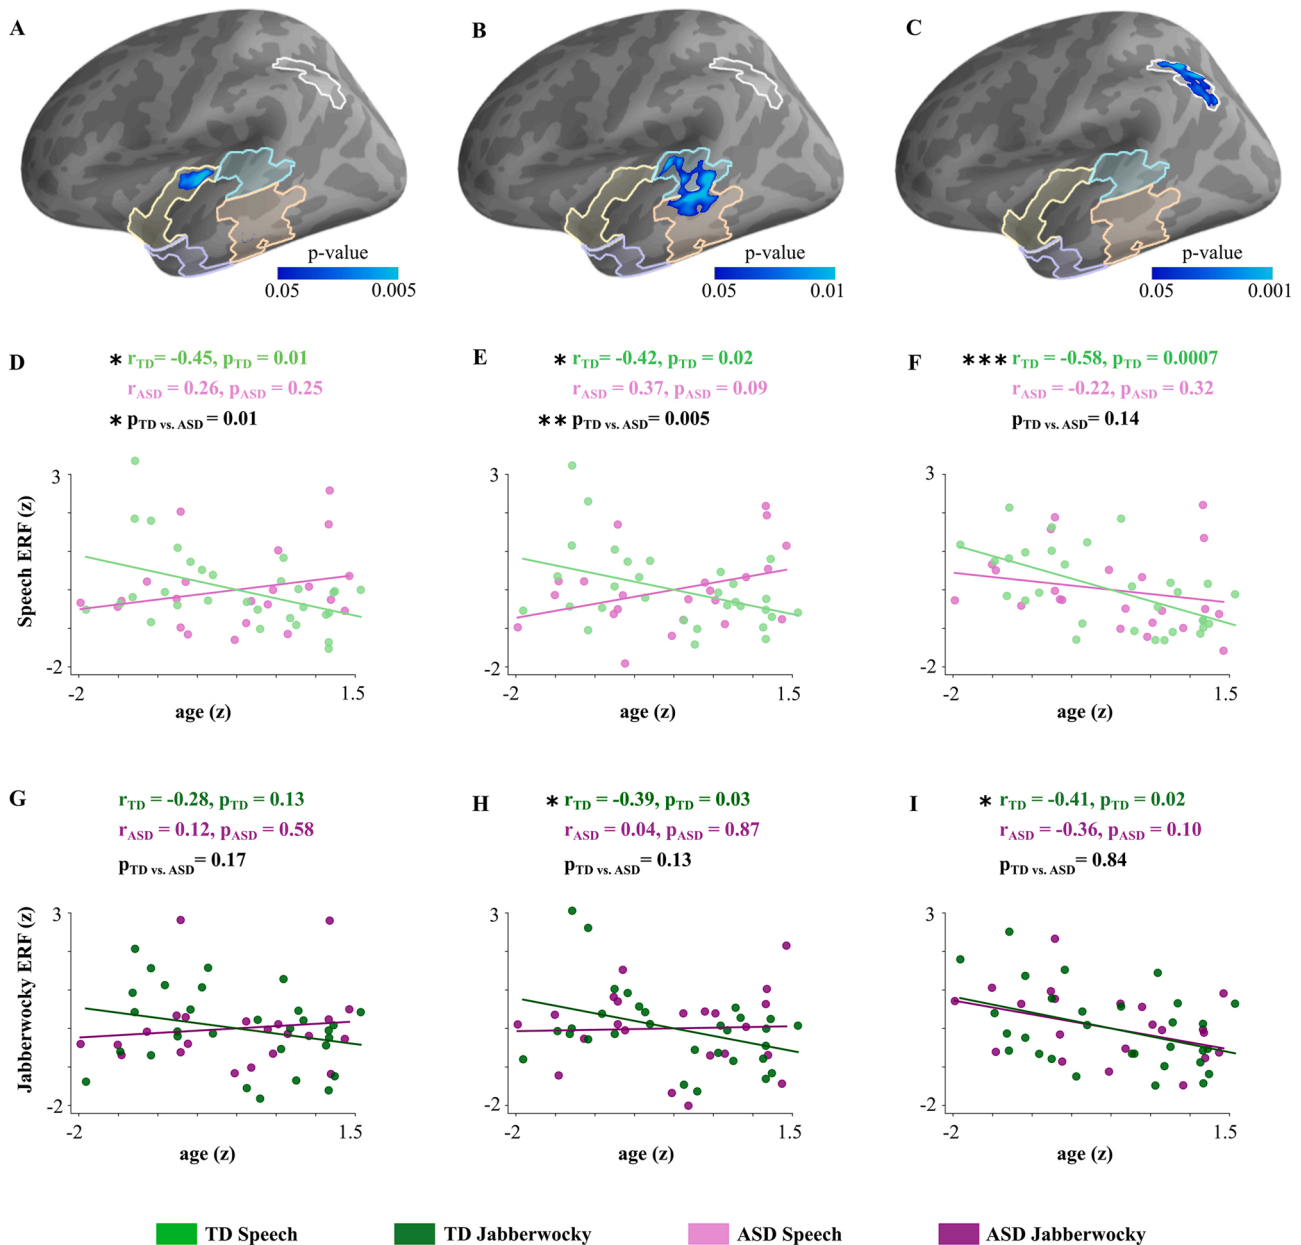 A
B
C
p-value
0.05 0.005
p-value
0.05 0.01
p-value
0.05 0.001
D
* rTD= -0.45, pTD = 0.01
rASD = 0.26, pASD = 0.25
* pTD vs. ASD = 0.01
E
* rTD= -0.42, pTD = 0.02
rASD = 0.37, pASD = 0.09
** pTD vs. ASD = 0.005
F
*** rTD = -0.58, pTD = 0.0007
rASD = -0.22, pASD = 0.32
pTD vs. ASD = 0.14
Speech ERF (z)
3
-2
-2 1.5
age (z)
3
-2
-2 1.5
age (z)
3
-2
-2 1.5
age (z)
G
rTD = -0.28, pTD = 0.13
rASD = 0.12, pASD = 0.58
pTD vs. ASD = 0.17
H
* rTD = -0.39, pTD = 0.03
rASD = 0.04, pASD = 0.87
pTD vs. ASD = 0.13
I
* rTD = -0.41, pTD = 0.02
rASD = -0.36, pASD = 0.10
pTD vs. ASD = 0.84
Jabberwocky ERF (z)
3
-2
-2 1.5
age (z)
3
-2
-2 1.5
age (z)
3
-2
-2 1.5
age (z)
TD Speech
TD Jabberwocky
ASD Speech
ASD Jabberwocky